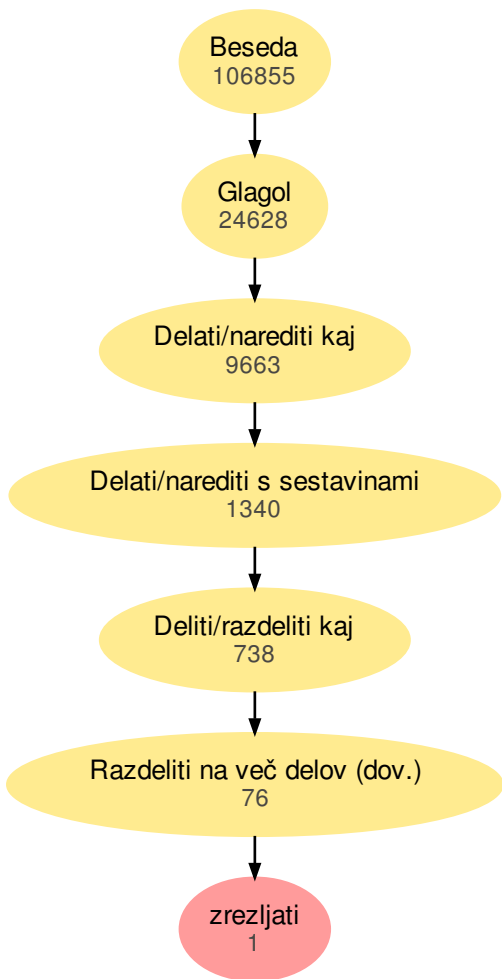 Beseda
106855
Glagol
24628
Delati/narediti kaj
9663
Delati/narediti s sestavinami
1340
Deliti/razdeliti kaj
738
Razdeliti na več delov (dov.)
76
zrezljati
1